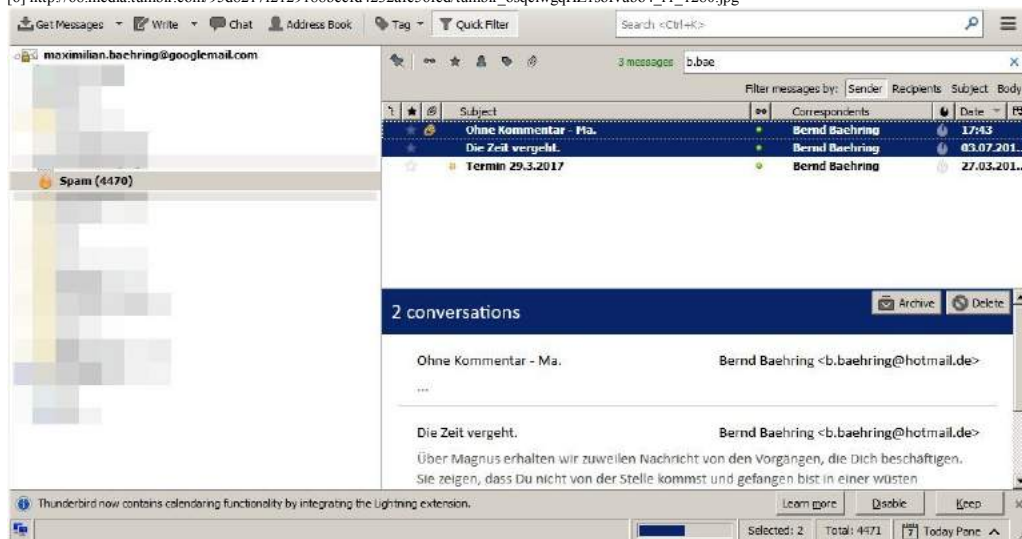 Get Messages Write Chat Address Book Tag Quick Filter Search <Ctrl+K>
maximilian.baehring@googlemail.com
3 messages b.bae
Filter messages by: Sender Recipients Subject Body
Subject Correspondents Date
Ohne Kommentar - Ma. Bernd Baehring 17:43
Die Zeit vergeht. Bernd Baehring 03.07.201..
Termin 29.3.2017 Bernd Baehring 27.03.201..
Spam (4470)
2 conversations Archive Delete
Ohne Kommentar - Ma. Bernd Baehring <b.baehring@hotmail.de>
...
Die Zeit vergeht. Bernd Baehring <b.baehring@hotmail.de>
Über Magnus erhalten wir zuweilen Nachricht von den Vorgängen, die Dich beschäftigen.
Sie zeigen, dass Du nicht von der Stelle kommst und gefangen bist in einer wüsten
Thunderbird now contains calendaring functionality by integrating the Lightning extension. Learn more Disable Keep
Selected: 2 Total: 4471 7 Today Pane